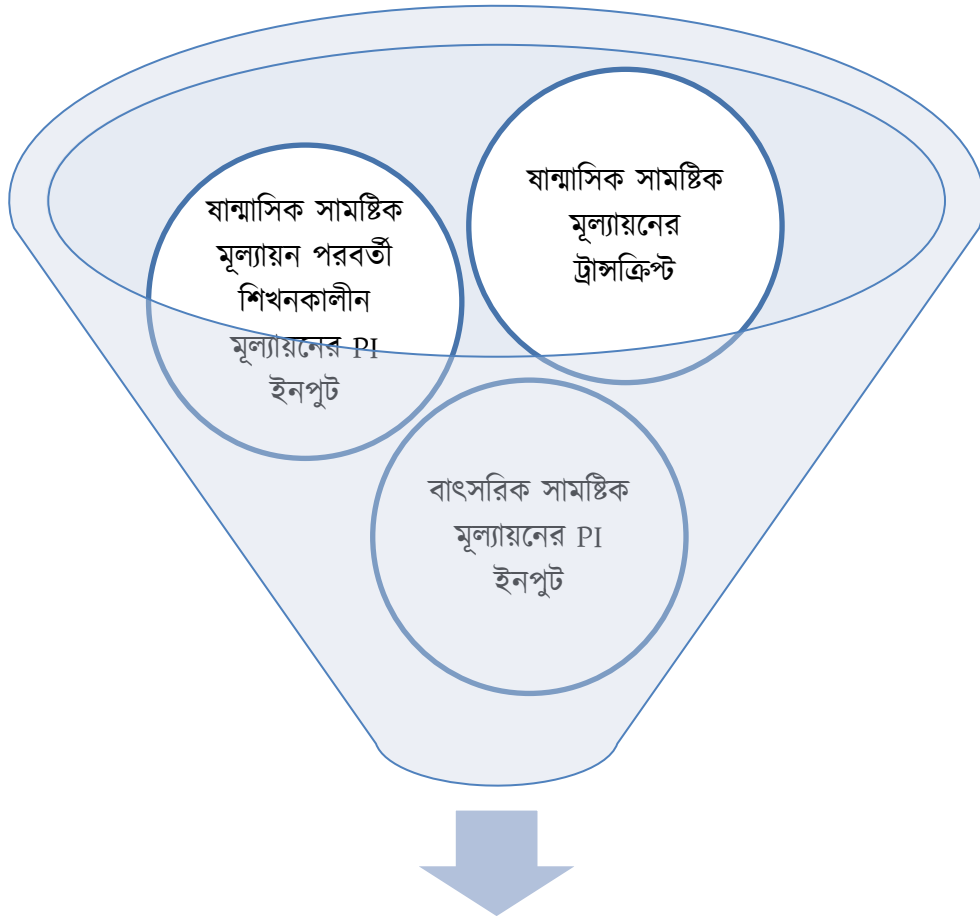 ষান্মাসিক সামষ্টিক
মূল্যায়ন পরবর্তী
শিখনকালীন
মূল্যায়নের PI
ইনপুট
ষান্মাসিক সামষ্টিক
মূল্যায়নের
ট্রান্সক্রিপ্ট
বাৎসরিক সামষ্টিক
মূল্যায়নের PI
ইনপুট